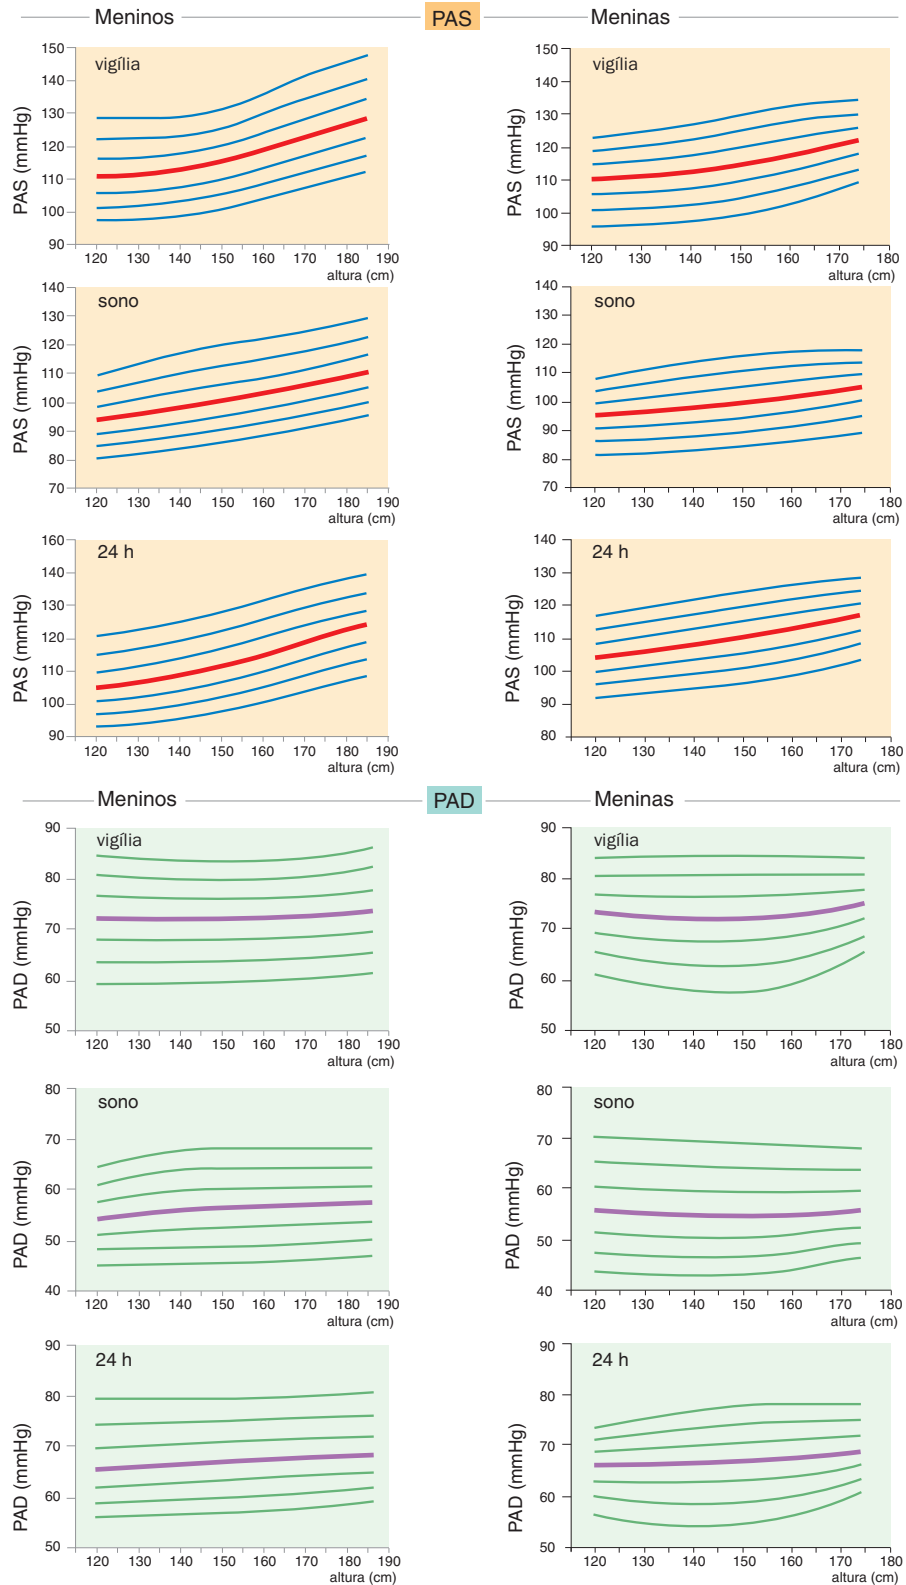 Meninos PAS Meninas
vigília
PAS (mmHg)
150
140
130
120
110
100
90
120 130 140 150 160 170 180 190
altura (cm)
vigília
PAS (mmHg)
150
140
130
120
110
100
90
120 130 140 150 160 170 180
altura (cm)
sono
PAS (mmHg)
140
130
120
110
100
90
80
70
120 130 140 150 160 170 180 190
altura (cm)
sono
PAS (mmHg)
140
130
120
110
100
90
80
70
120 130 140 150 160 170 180
altura (cm)
24 h
PAS (mmHg)
160
140
130
120
110
100
90
120 130 140 150 160 170 180 190
altura (cm)
24 h
PAS (mmHg)
140
130
120
110
100
90
80
120 130 140 150 160 170 180
altura (cm)
Meninos PAD Meninas
vigília
PAD (mmHg)
90
80
70
60
50
120 130 140 150 160 170 180 190
altura (cm)
vigília
PAD (mmHg)
90
80
70
60
50
120 130 140 150 160 170 180
altura (cm)
sono
PAD (mmHg)
80
70
60
50
40
120 130 140 150 160 170 180 190
altura (cm)
sono
PAD (mmHg)
80
70
60
50
40
120 130 140 150 160 170 180
altura (cm)
24 h
PAD (mmHg)
90
80
70
60
50
120 130 140 150 160 170 180 190
altura (cm)
24 h
PAD (mmHg)
90
80
70
60
50
120 130 140 150 160 170 180
altura (cm)